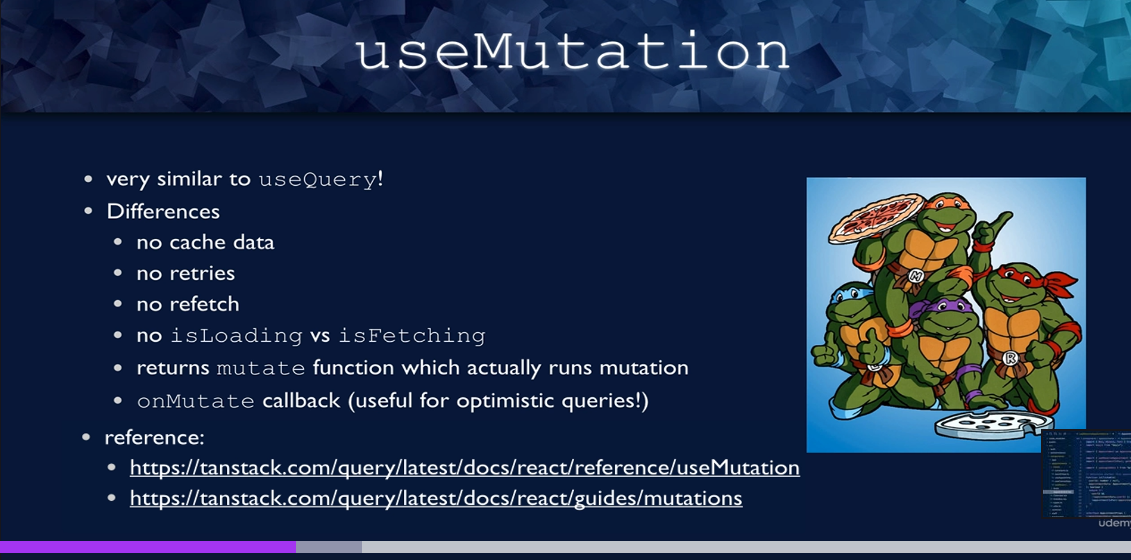 useMutation
very similar to useQuery!
Differences
no cache data
no retries
no refetch
no isLoading vs isFetching
returns mutate function which actually runs mutation
onMutate callback (useful for optimistic queries!)
reference:
https://tanstack.com/query/latest/docs/react/reference/useMutation
https://tanstack.com/query/latest/docs/react/guides/mutations
M
R